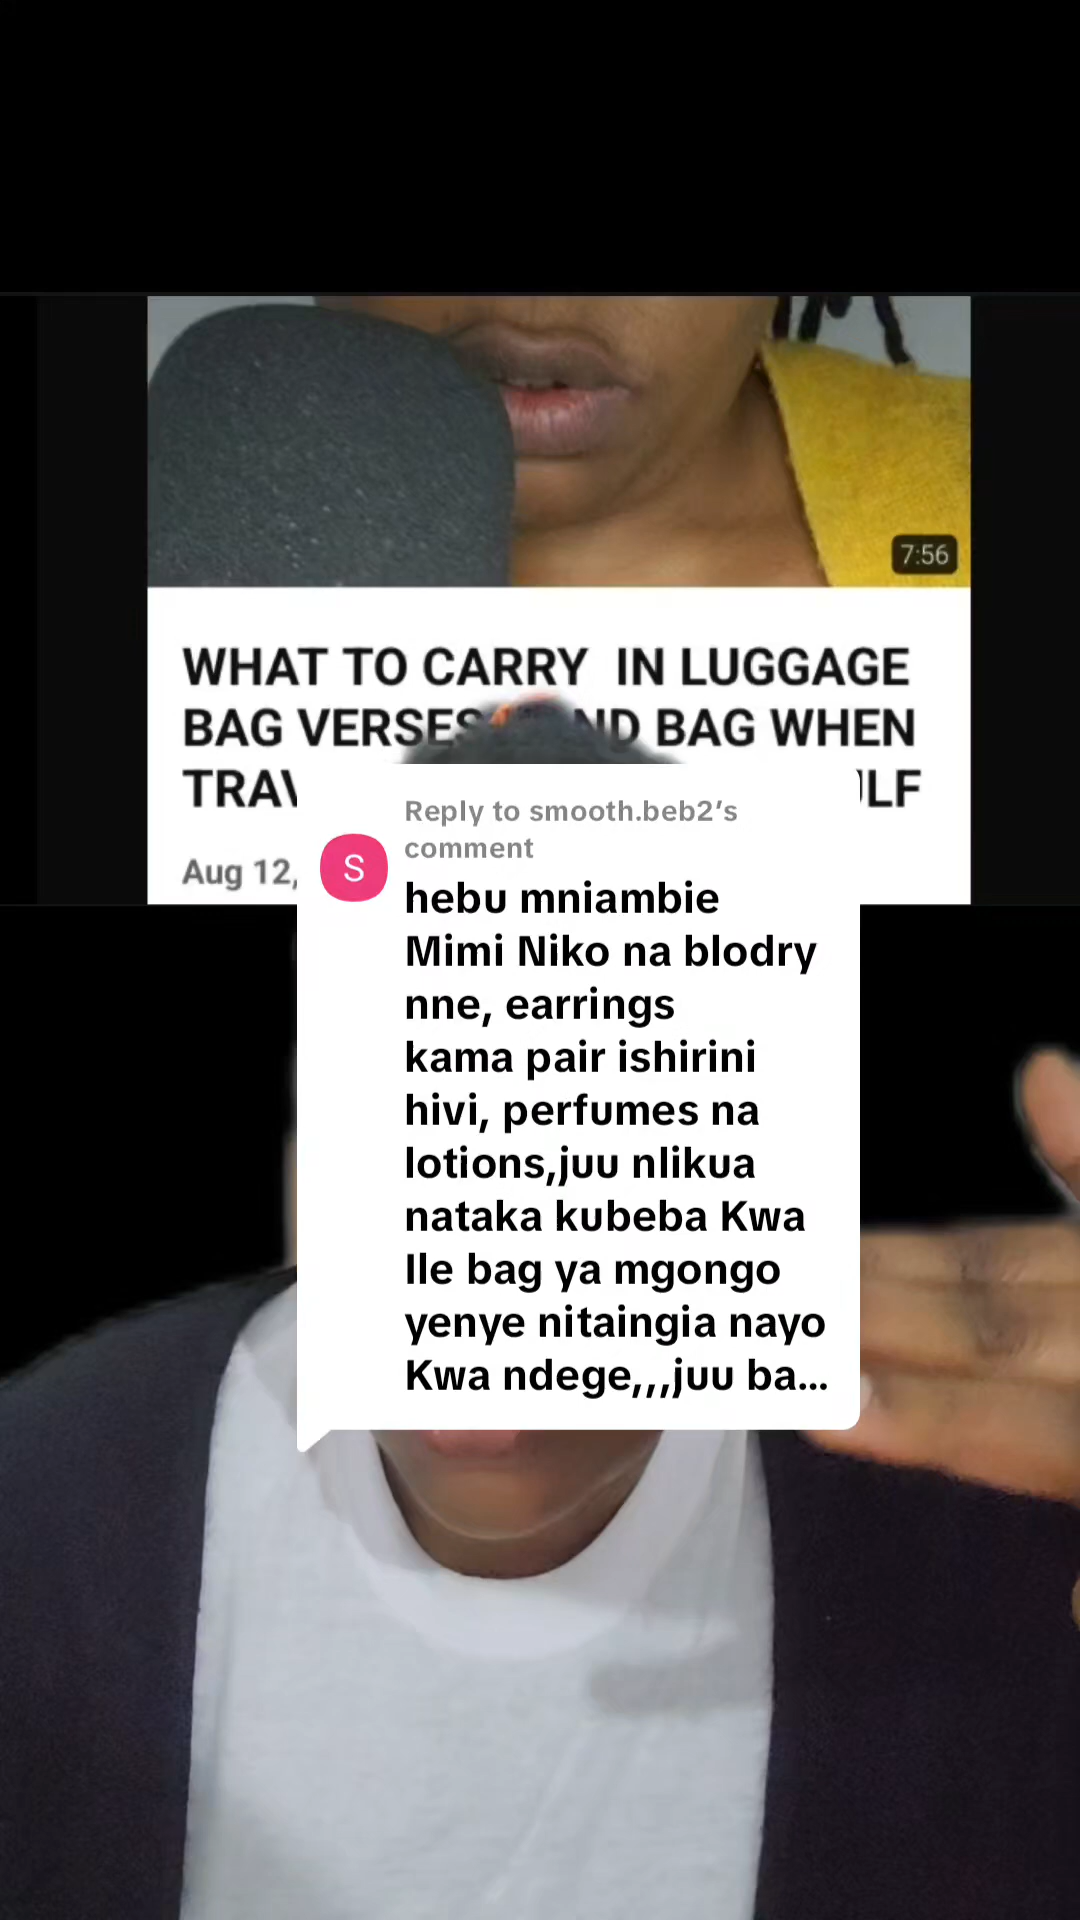 7:56
WHAT TO CARRY IN LUGGAGE
BAG VERSES ND BAG WHEN
TRAV LF
Aug 12,
Reply to smooth.beb2's
comment
S
hebu mniambie
Mimi Niko na blodry
nne, earrings
kama pair ishirini
hivi, perfumes na
lotions,juu nlikua
nataka kubeba Kwa
Ile bag ya mgongo
yenye nitaingia nayo
Kwa ndege,,,juu ba...